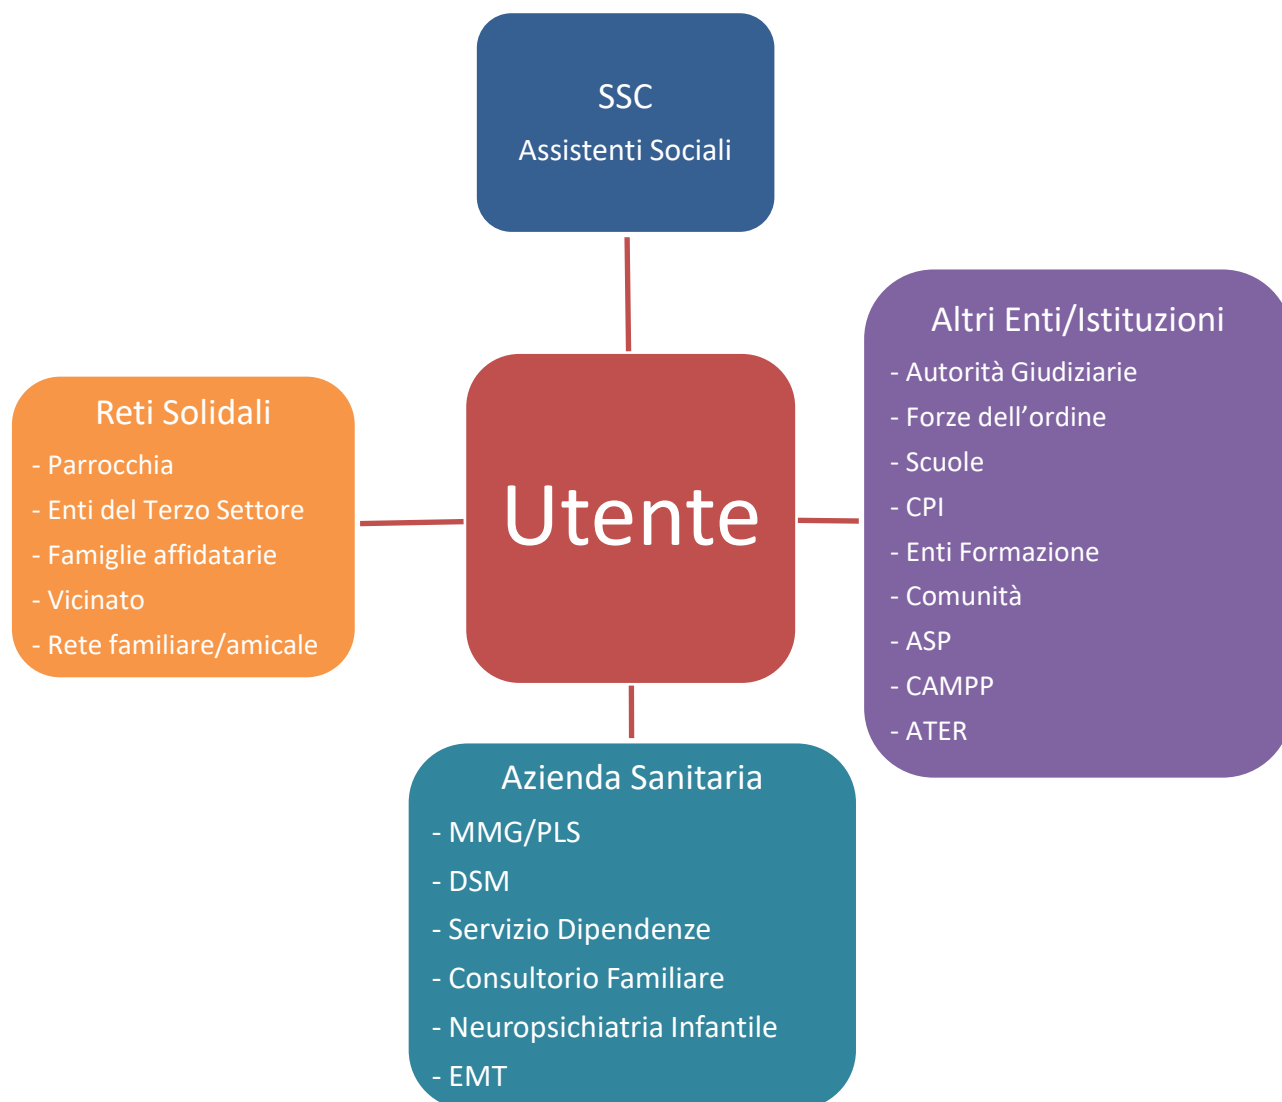 SSC
Assistenti Sociali
Altri Enti/Istituzioni
- Autorità Giudiziarie
- Forze dell’ordine
- Scuole
- CPI
- Enti Formazione
- Comunità
- ASP
- CAMPP
- ATER
Reti Solidali
- Parrocchia
- Enti del Terzo Settore
- Famiglie affidatarie
- Vicinato
- Rete familiare/amicale
Utente
Azienda Sanitaria
- MMG/PLS
- DSM
- Servizio Dipendenze
- Consultorio Familiare
- Neuropsichiatria Infantile
- EMT